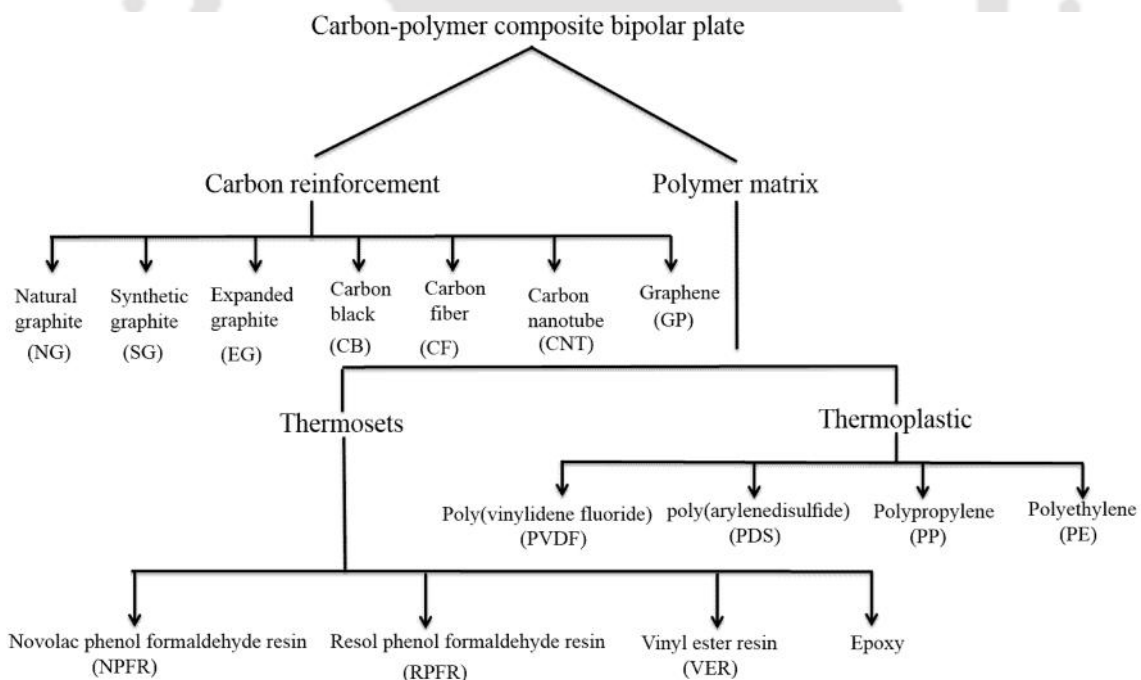 Carbon-polymer composite bipolar plate
Carbon reinforcement
Polymer matrix
Natural
graphite
(NG)
Synthetic
graphite
(SG)
Expanded
graphite
(EG)
Carbon
black
(CB)
Carbon
fiber
(CF)
Carbon
nanotube
(CNT)
Graphene
(GP)
Thermosets
Thermoplastic
Poly(vinylidene fluoride)
(PVDF)
poly(arylenedisulfide)
(PDS)
Polypropylene
(PP)
Polyethylene
(PE)
Novolac phenol formaldehyde resin
(NPFR)
Resol phenol formaldehyde resin
(RPFR)
Vinyl ester resin
(VER)
Epoxy